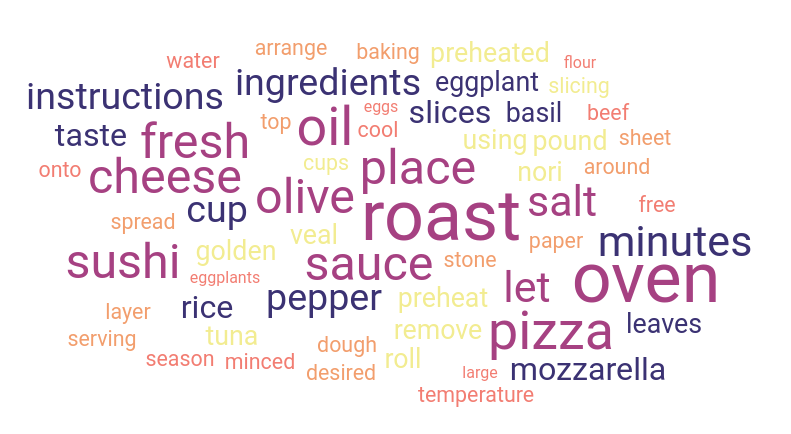 water arrange baking preheated flour
instructions ingredients eggplant slicing
taste fresh top oil eggs cool slices basil beef
onto cheese cups place using pound sheet
spread cup olive roast nori around
salt free
sushi golden veal sauce stone paper minutes
eggplants
layer rice pepper preheat let oven
serving tuna dough remove pizza leaves
season minced desired roll large mozzarella
temperature